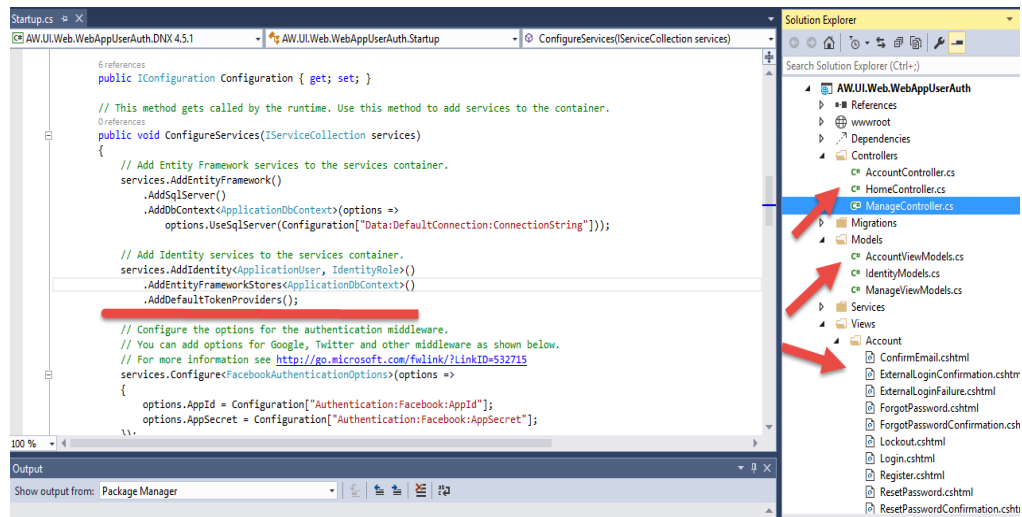 Startup.cs
AW.UI.Web.WebAppUserAuth.DNX 4.5.1
AW.UI.Web.WebAppUserAuth.Startup
ConfigureServices(IServiceCollection services)
6 references
public IConfiguration Configuration { get; set; }
// This method gets called by the runtime. Use this method to add services to the container.
0 references
public void ConfigureServices(IServiceCollection services)
{
// Add Entity Framework services to the services container.
services.AddEntityFramework()
.AddSqlServer()
.AddDbContext<ApplicationDbContext>(options =>
options.UseSqlServer(Configuration["Data:DefaultConnection:ConnectionString"]));
// Add Identity services to the services container.
services.AddIdentity<ApplicationUser, IdentityRole>()
.AddEntityFrameworkStores<ApplicationDbContext>()
.AddDefaultTokenProviders();
// Configure the options for the authentication middleware.
// You can add options for Google, Twitter and other middleware as shown below.
// For more information see http://go.microsoft.com/fwlink/?LinkID=532715
services.Configure<FacebookAuthenticationOptions>(options =>
{
options.AppId = Configuration["Authentication:Facebook:AppId"];
options.AppSecret = Configuration["Authentication:Facebook:AppSecret"];
});
100 %
Output
Show output from: Package Manager
Solution Explorer
Search Solution Explorer (Ctrl+;)
AW.UI.Web.WebAppUserAuth
References
wwwroot
Dependencies
Controllers
C# AccountController.cs
C# HomeController.cs
C# ManageController.cs
Migrations
Models
C# AccountViewModels.cs
C# IdentityModels.cs
C# ManageViewModels.cs
Services
Views
Account
ConfirmEmail.cshtml
ExternalLoginConfirmation.cshtm
ExternalLoginFailure.cshtml
ForgotPassword.cshtml
ForgotPasswordConfirmation.csh
Lockout.cshtml
Login.cshtml
Register.cshtml
ResetPassword.cshtml
ResetPasswordConfirmation.csht